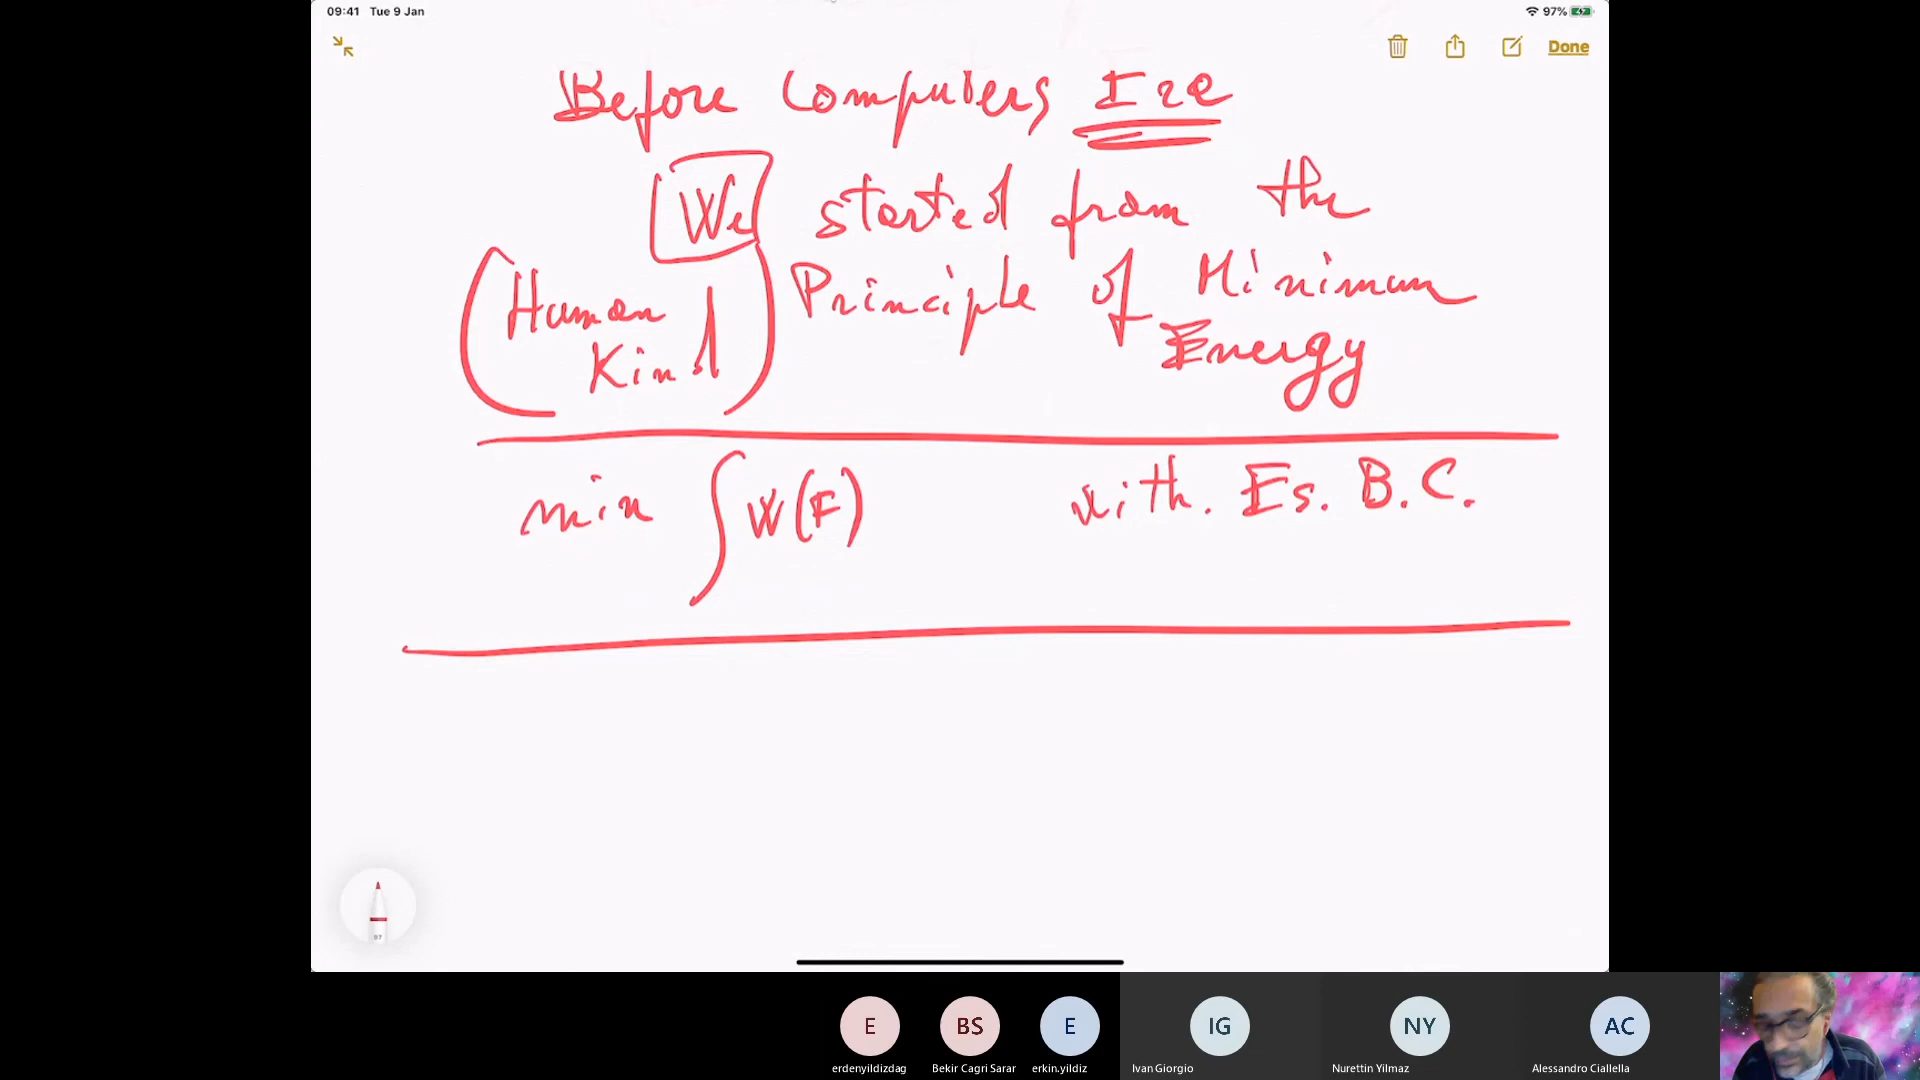 09:41 Tue 9 Jan 97%
Done
Before Computers Era
We started from the
(Human Kind) Principle of Minimum
Energy
min ∫ W(F) with. Es. B.C.
97
E BS E IG NY AC
erdenyildizdag Bekir Cagri Sarar erkin.yildiz Ivan Giorgio Nurettin Yilmaz Alessandro Ciallella